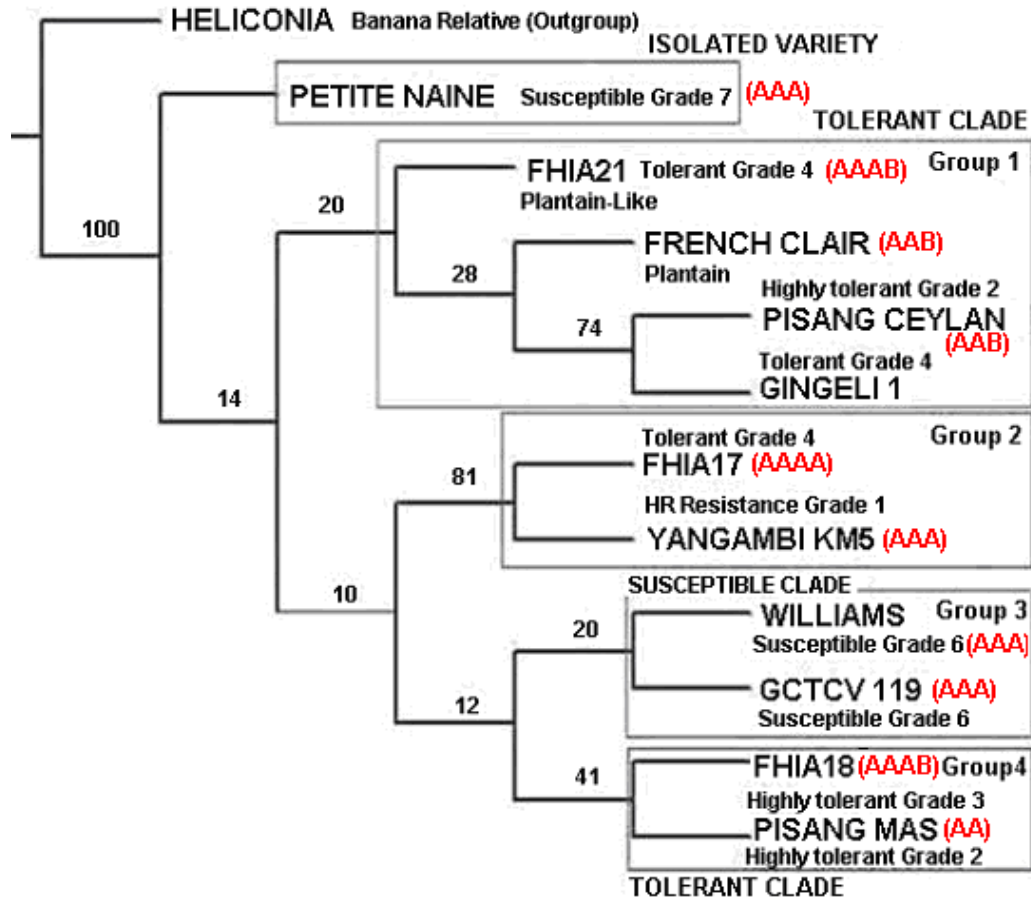 HELICONIA Banana Relative (Outgroup)
ISOLATED VARIETY
PETITE NAINE Susceptible Grade 7 (AAA)
TOLERANT CLADE
Group 1
FHIA21 Tolerant Grade 4 (AAAB)
Plantain-Like
20
100
FRENCH CLAIR (AAB)
Plantain
28
Highly tolerant Grade 2
PISANG CEYLAN
(AAB)
74
Tolerant Grade 4
GINGELI 1
14
Tolerant Grade 4 Group 2
FHIA17 (AAAA)
81
HR Resistance Grade 1
YANGAMBI KM5 (AAA)
10
SUSCEPTIBLE CLADE
WILLIAMS Group 3
20
Susceptible Grade 6 (AAA)
GCTCV 119 (AAA)
12
Susceptible Grade 6
FHIA18 (AAAB) Group4
41
Highly tolerant Grade 3
PISANG MAS (AA)
Highly tolerant Grade 2
TOLERANT CLADE